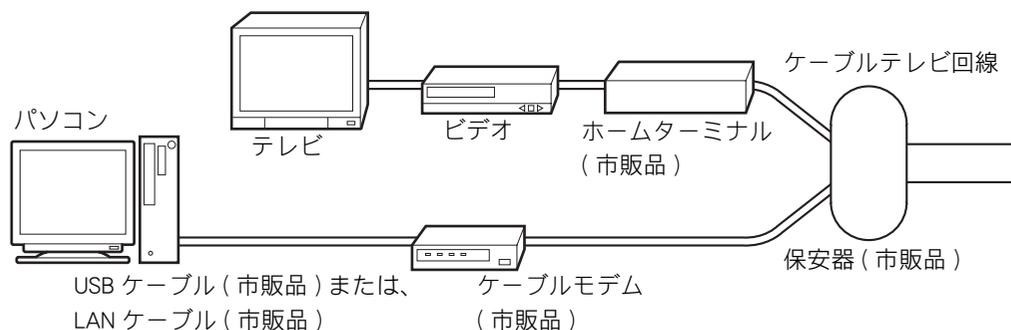 ケーブルテレビ回線
パソコン
テレビ
ビデオ
ホームターミナル
( 市販品 )
保安器 ( 市販品 )
USB ケーブル ( 市販品 ) または、
LAN ケーブル ( 市販品 )
ケーブルモデム
( 市販品 )